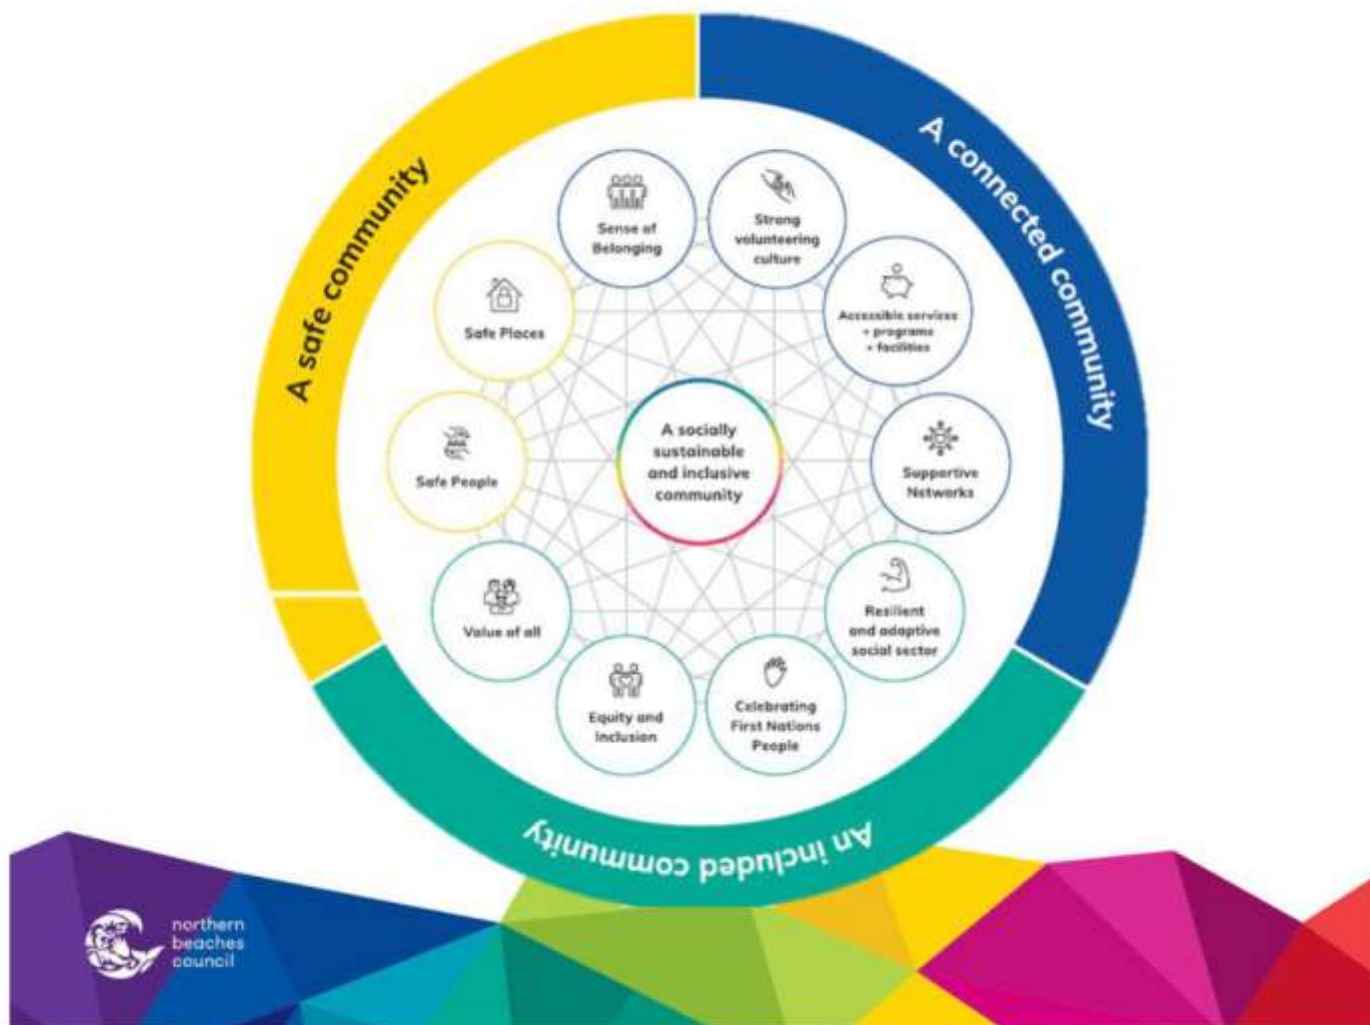 A safe community
A connected community
An included community
Sense of
Belonging
Strong
volunteering
culture
Accessible services
+ programs
+ facilities
Supportive
Networks
Resilient
and adaptive
social sector
Celebrating
First Nations
People
Equity and
Inclusion
Value of all
Safe People
Safe Places
A socially
sustainable
and inclusive
community
northern
beaches
council